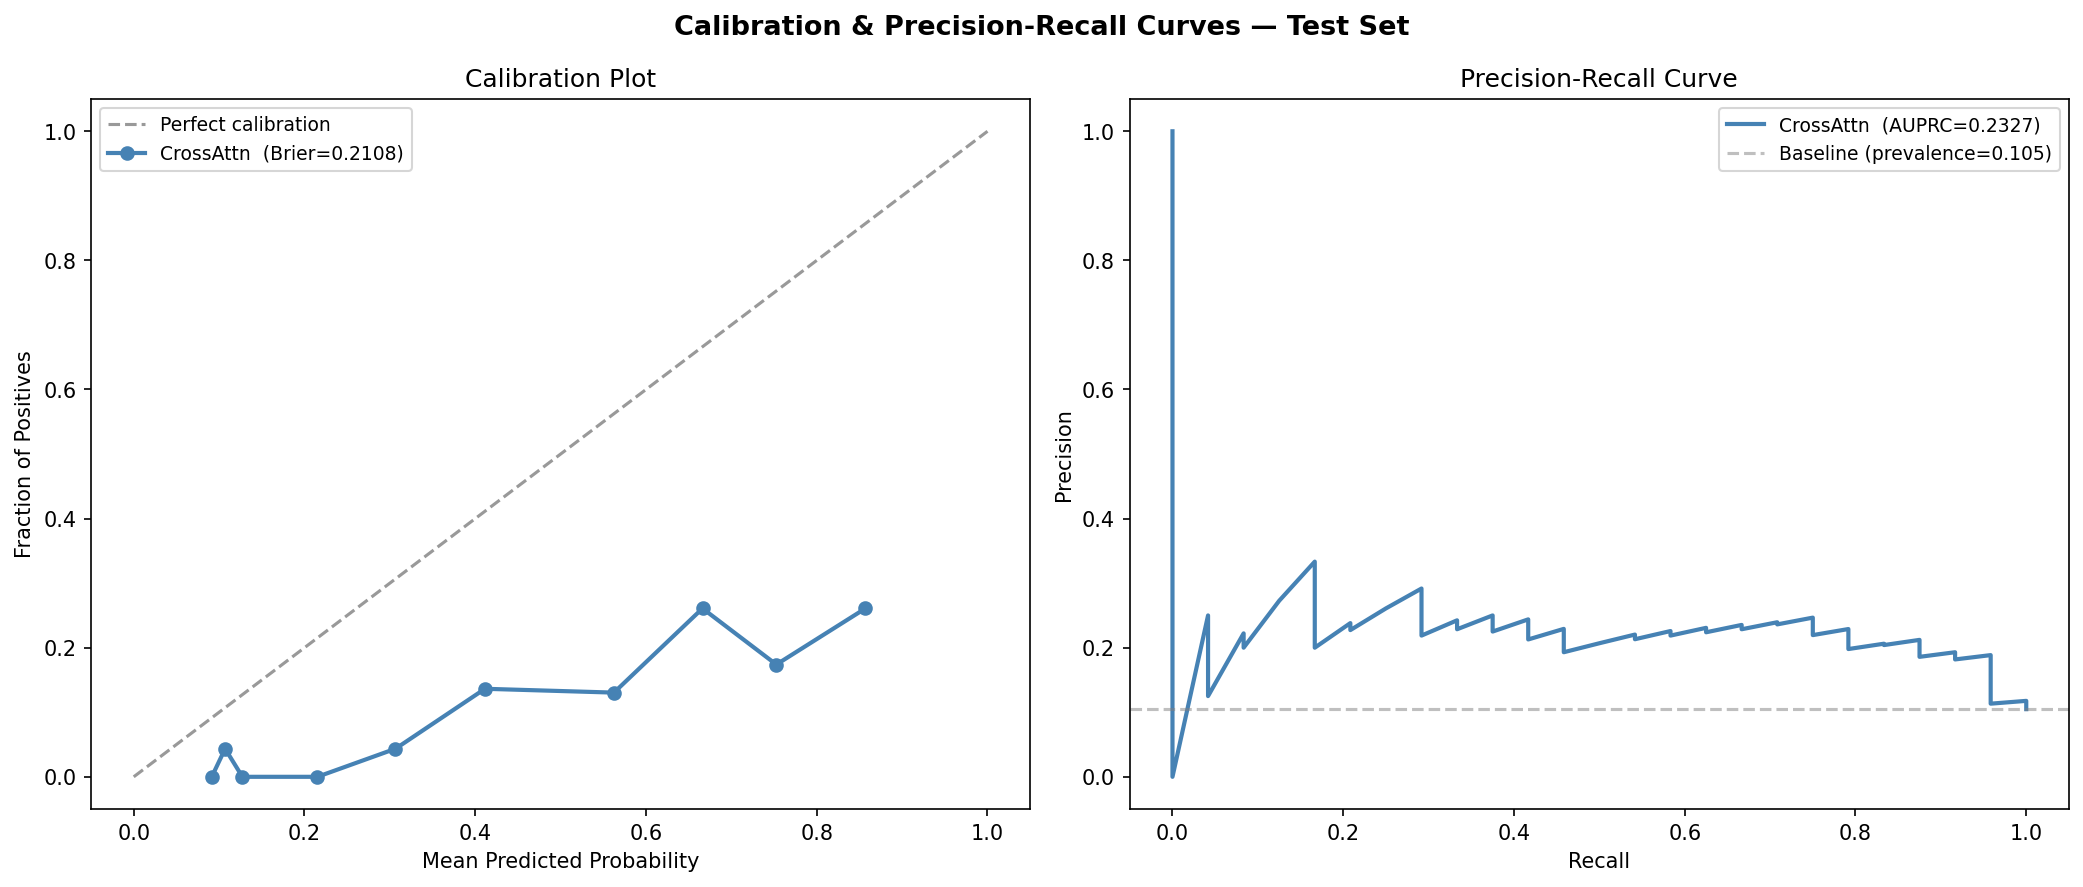 Calibration & Precision-Recall Curves — Test Set
Calibration Plot
Perfect calibration
CrossAttn (Brier=0.2108)
Fraction of Positives
1.0
0.8
0.6
0.4
0.2
0.0
0.0 0.2 0.4 0.6 0.8 1.0
Mean Predicted Probability
Precision-Recall Curve
CrossAttn (AUPRC=0.2327)
Baseline (prevalence=0.105)
Precision
1.0
0.8
0.6
0.4
0.2
0.0
0.0 0.2 0.4 0.6 0.8 1.0
Recall